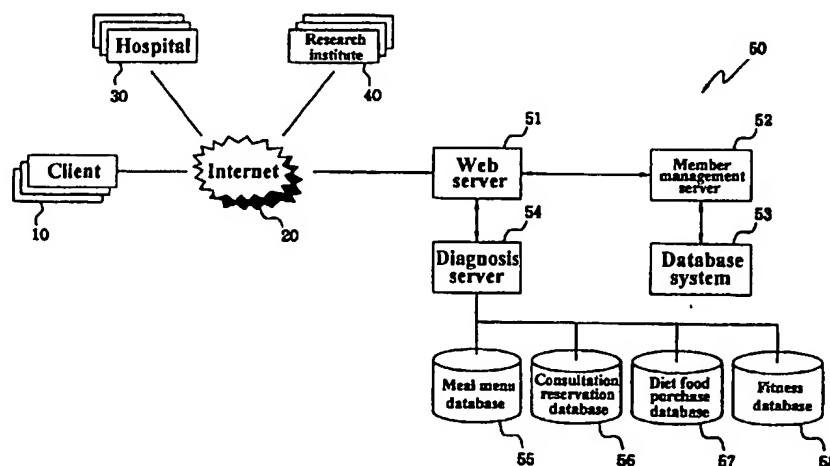 Hospital
30
Research
institute
40
50
Client
10
Internet
20
51
Web
server
52
Member
management
server
54
Diagnosis
server
53
Database
system
Meal menu
database
55
Consultation
reservation
database
56
Diet food
purchase
database
57
Fitness
database
58